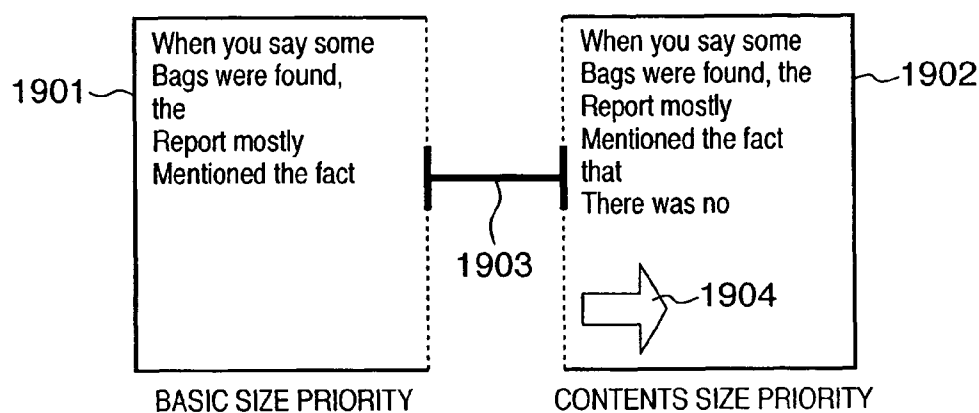 When you say some
Bags were found,
the
Report mostly
Mentioned the fact
1901
BASIC SIZE PRIORITY
1903
When you say some
Bags were found, the
Report mostly
Mentioned the fact
that
There was no
1902
1904
CONTENTS SIZE PRIORITY